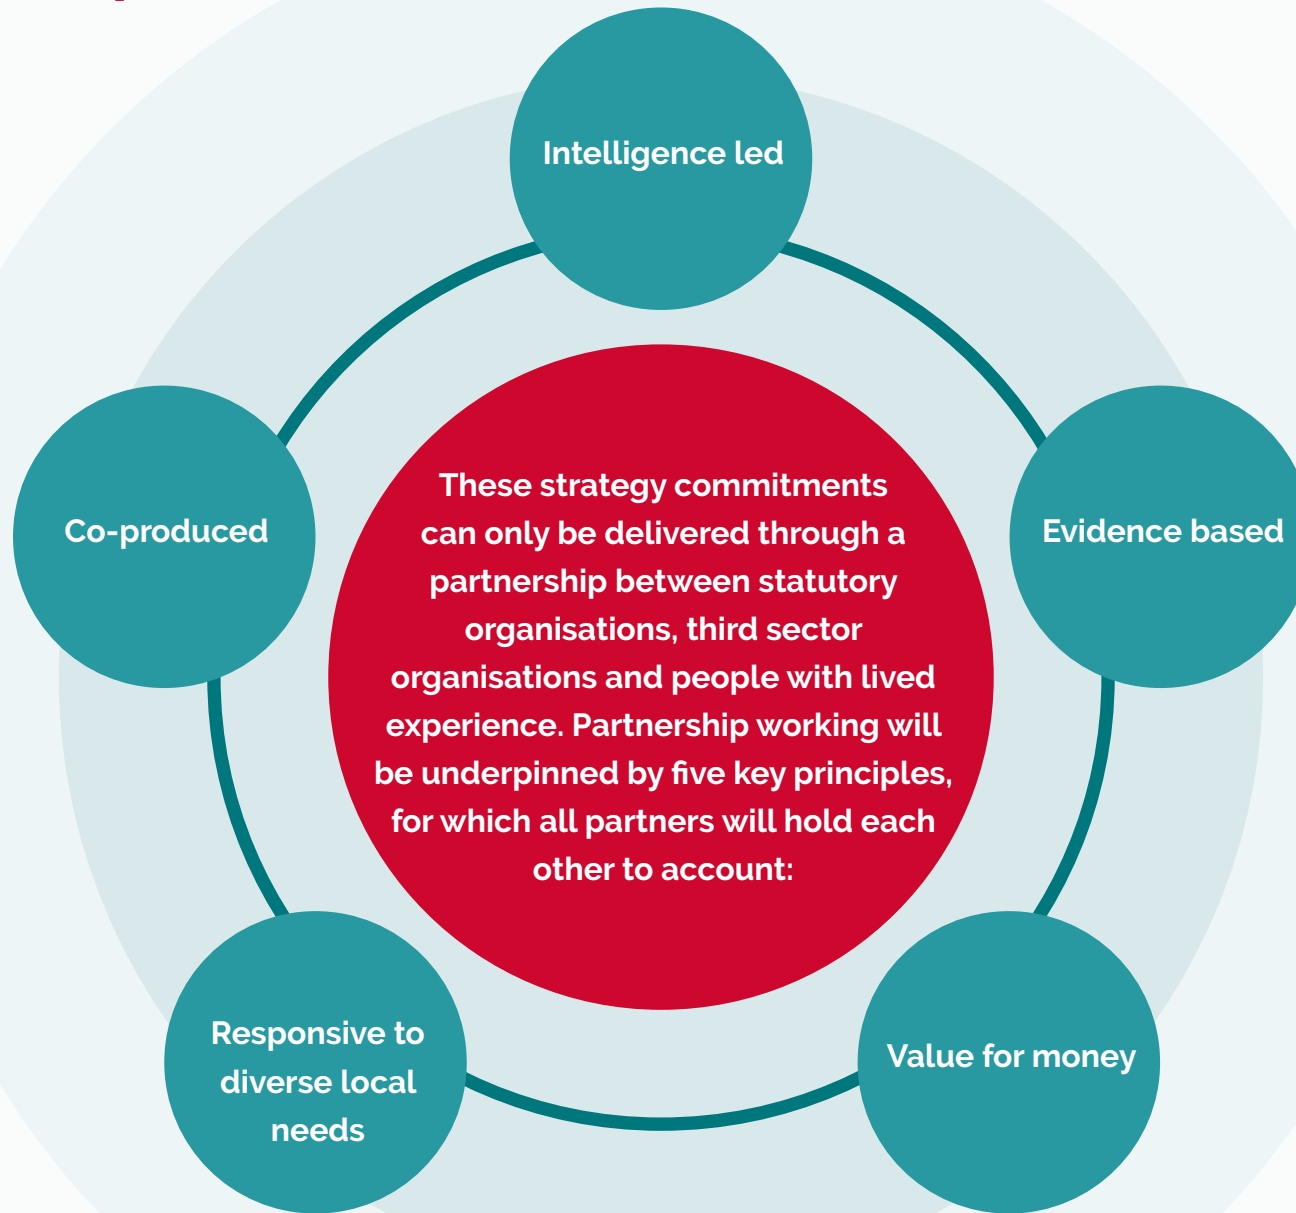 Intelligence led
Co-produced
Evidence based
These strategy commitments
can only be delivered through a
partnership between statutory
organisations, third sector
organisations and people with lived
experience. Partnership working will
be underpinned by five key principles,
for which all partners will hold each
other to account:
Responsive to
diverse local
needs
Value for money